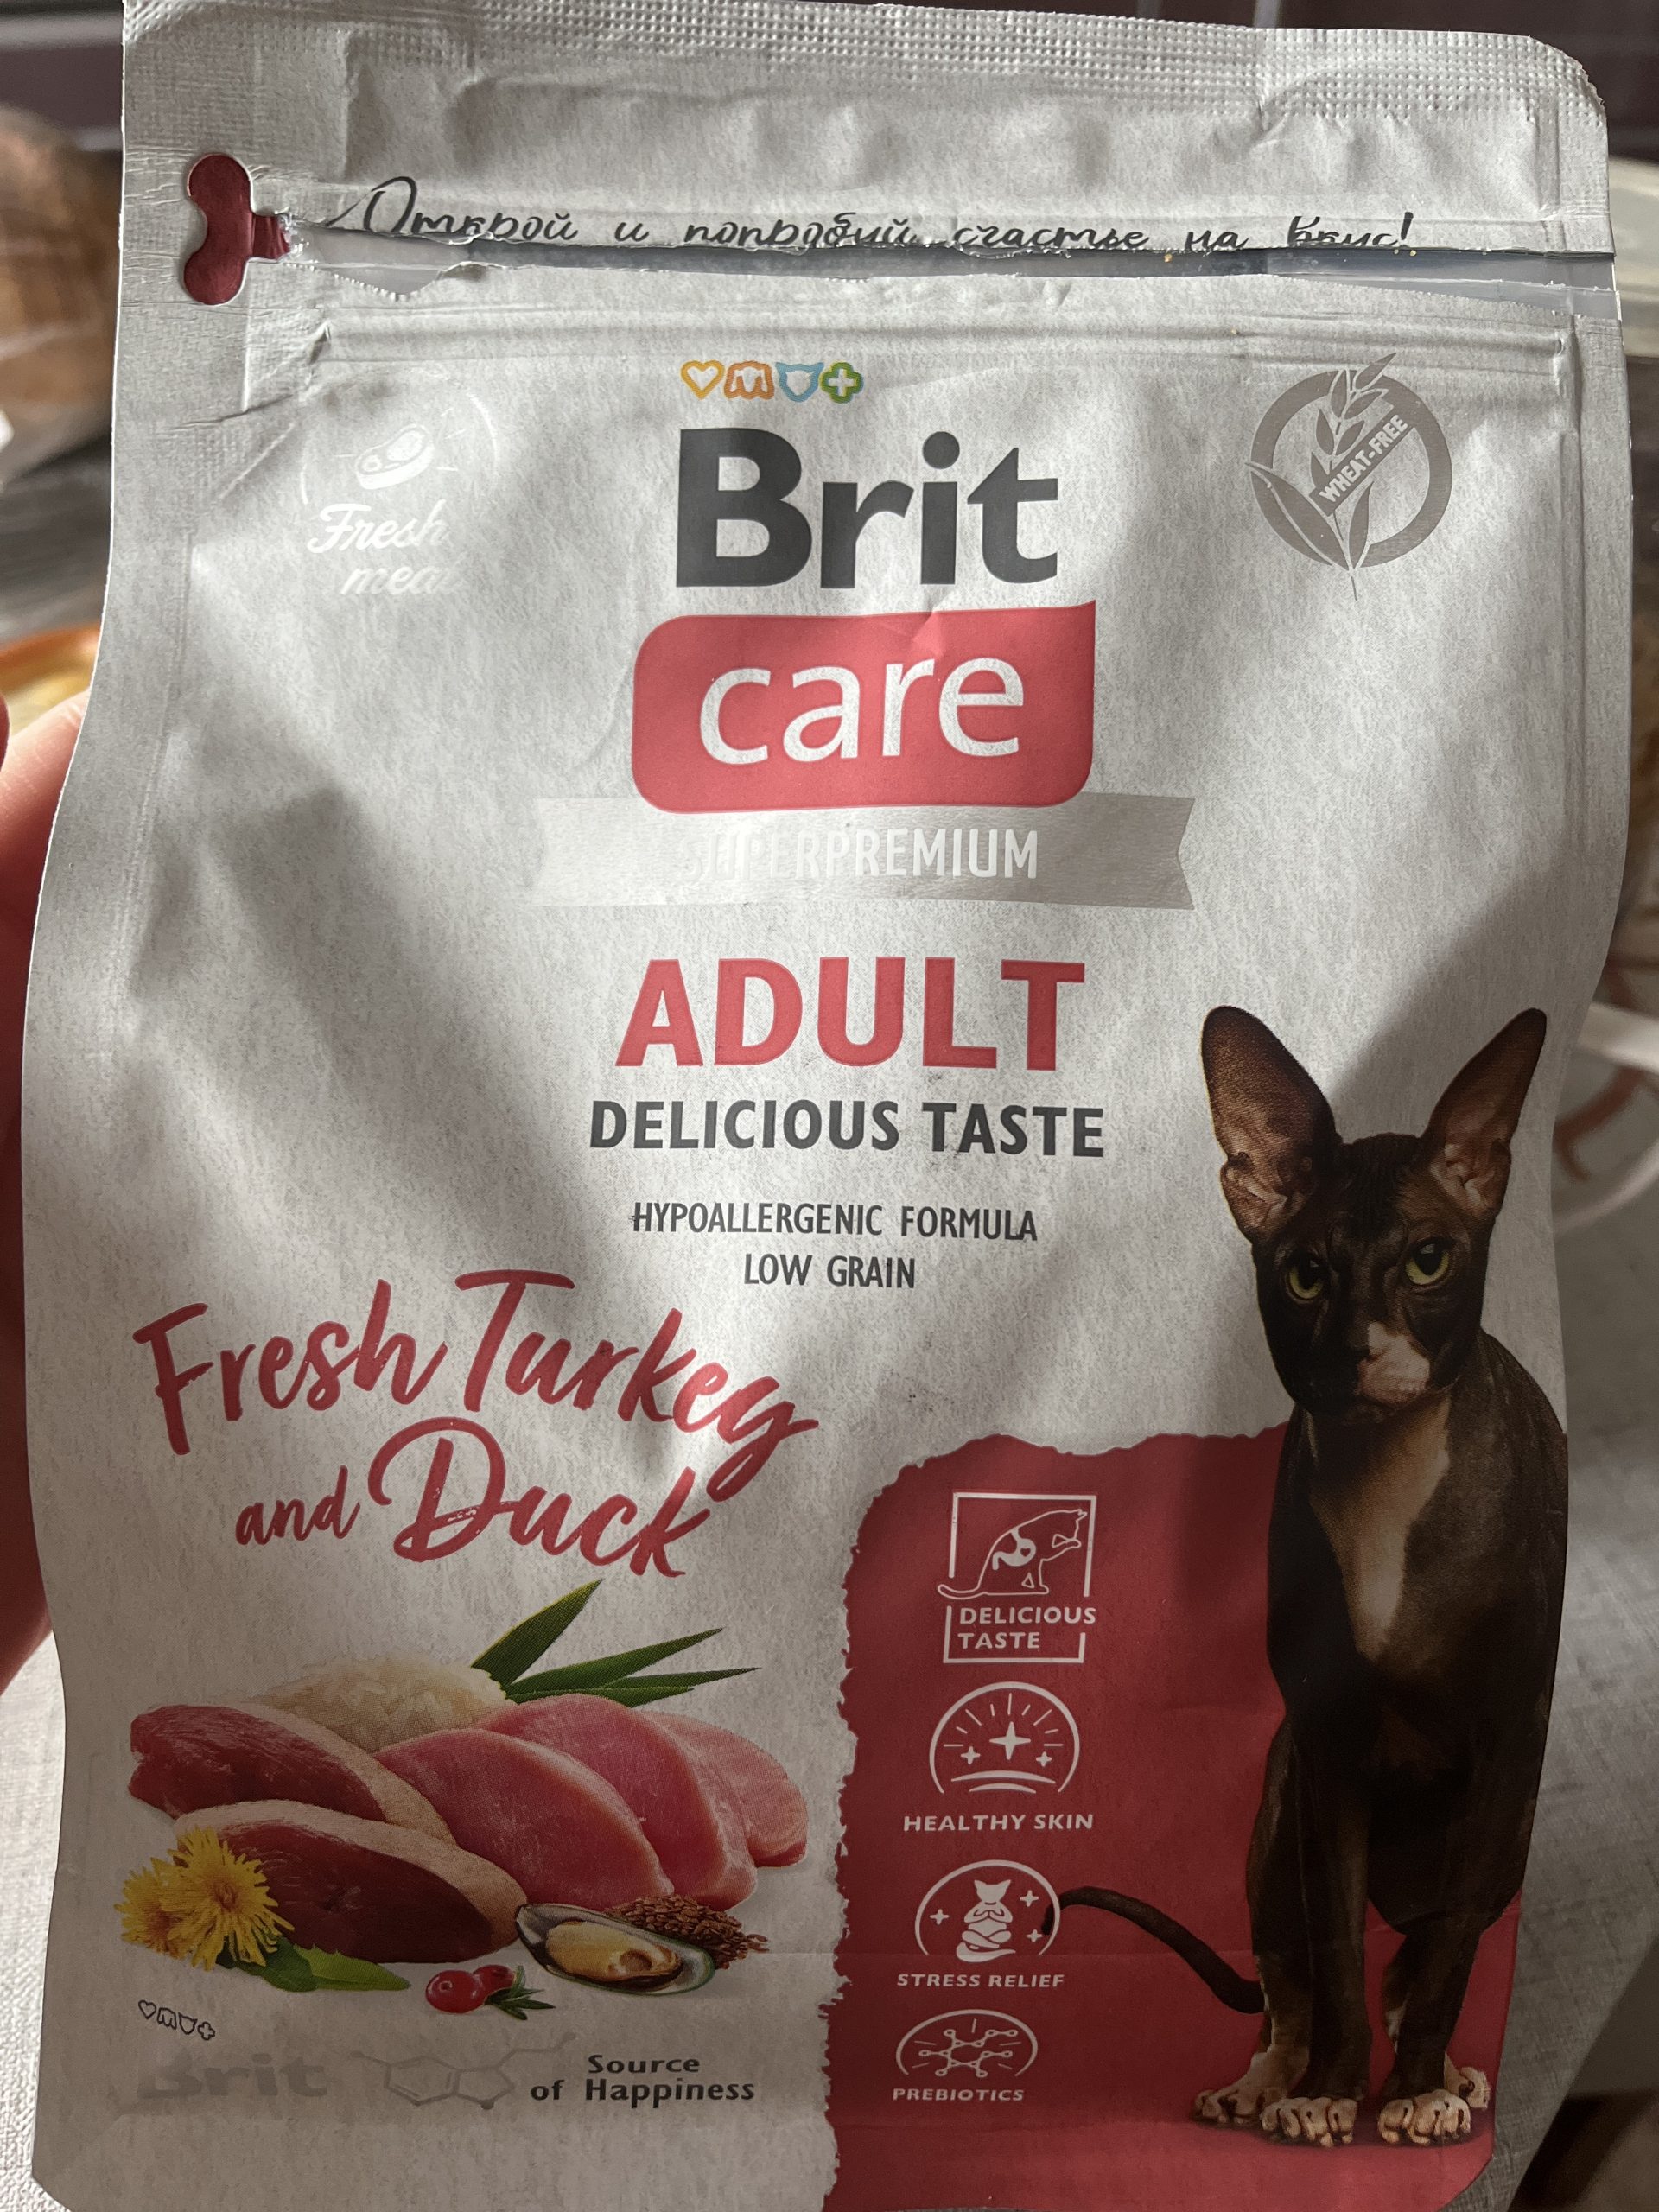 Открой и попробуй счастье на вкус!
Fresh
meat
WHEAT-FREE
Brit
care
SUPERPREMIUM
ADULT
DELICIOUS TASTE
HYPOALLERGENIC FORMULA
LOW GRAIN
Fresh Turkey
and Duck
DELICIOUS
TASTE
HEALTHY SKIN
STRESS RELIEF
PREBIOTICS
Brit
Source
of Happiness